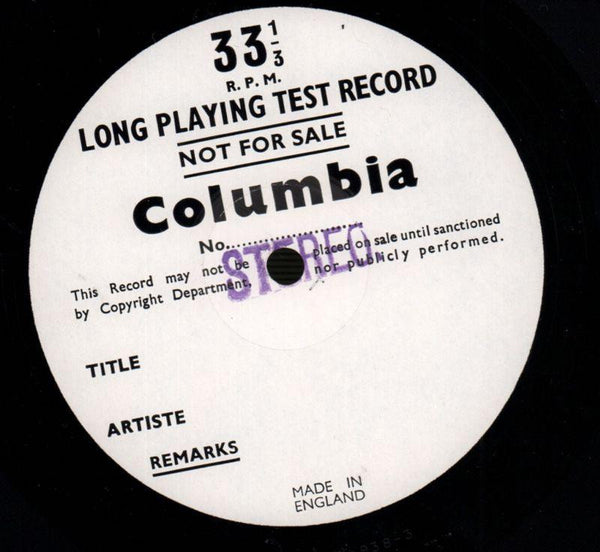 33 1/3
R. P. M.
LONG PLAYING TEST RECORD
NOT FOR SALE
Columbia
No........................
STEREO
This Record may not be placed on sale until sanctioned
by Copyright Department, nor publicly performed.
TITLE
ARTISTE
REMARKS
MADE IN
ENGLAND